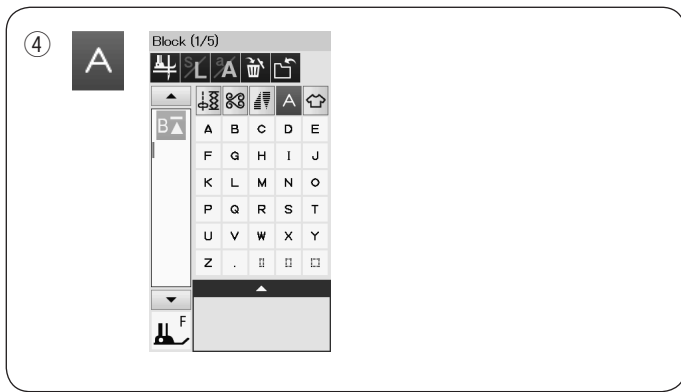 ④ A Block (1/5)
S/L a/A
A
B
A B C D E
F G H I J
K L M N O
P Q R S T
U V W X Y
Z .
F